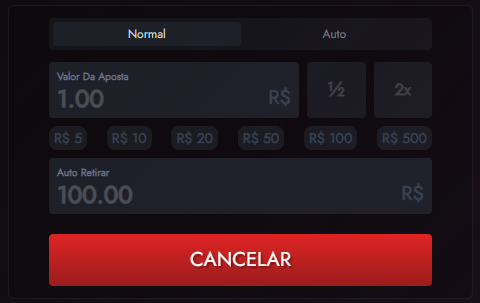 Normal Auto
Valor Da Aposta
1.00 R$ ½ 2x
R$ 5 R$ 10 R$ 20 R$ 50 R$ 100 R$ 500
Auto Retirar
100.00 R$
CANCELAR